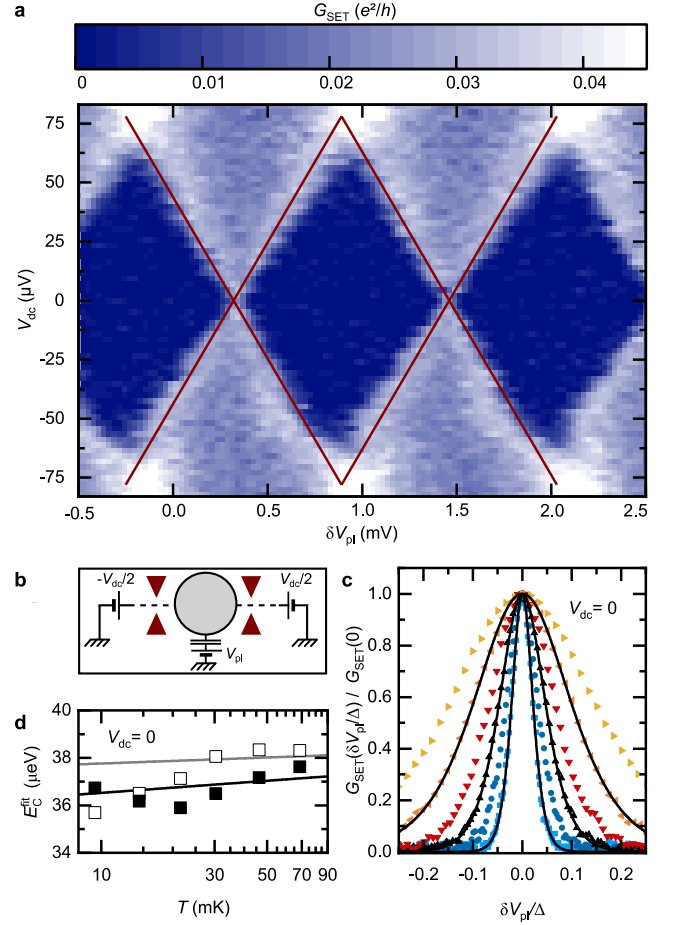 a
G_SET (e²/h)
0 0.01 0.02 0.03 0.04
V_dc (μV)
75
50
25
0
-25
-50
-75
-0.5 0.0 0.5 1.0 1.5 2.0 2.5
δV_pl (mV)
b
-V_dc/2 V_dc/2
V_pl
c
V_dc = 0
G_SET(δV_pl/Δ) / G_SET(0)
1.0
0.8
0.6
0.4
0.2
0.0
-0.2 -0.1 0.0 0.1 0.2
δV_pl/Δ
d
V_dc = 0
E_C^fit (μeV)
40
38
36
34
10 30 50 70 90
T (mK)